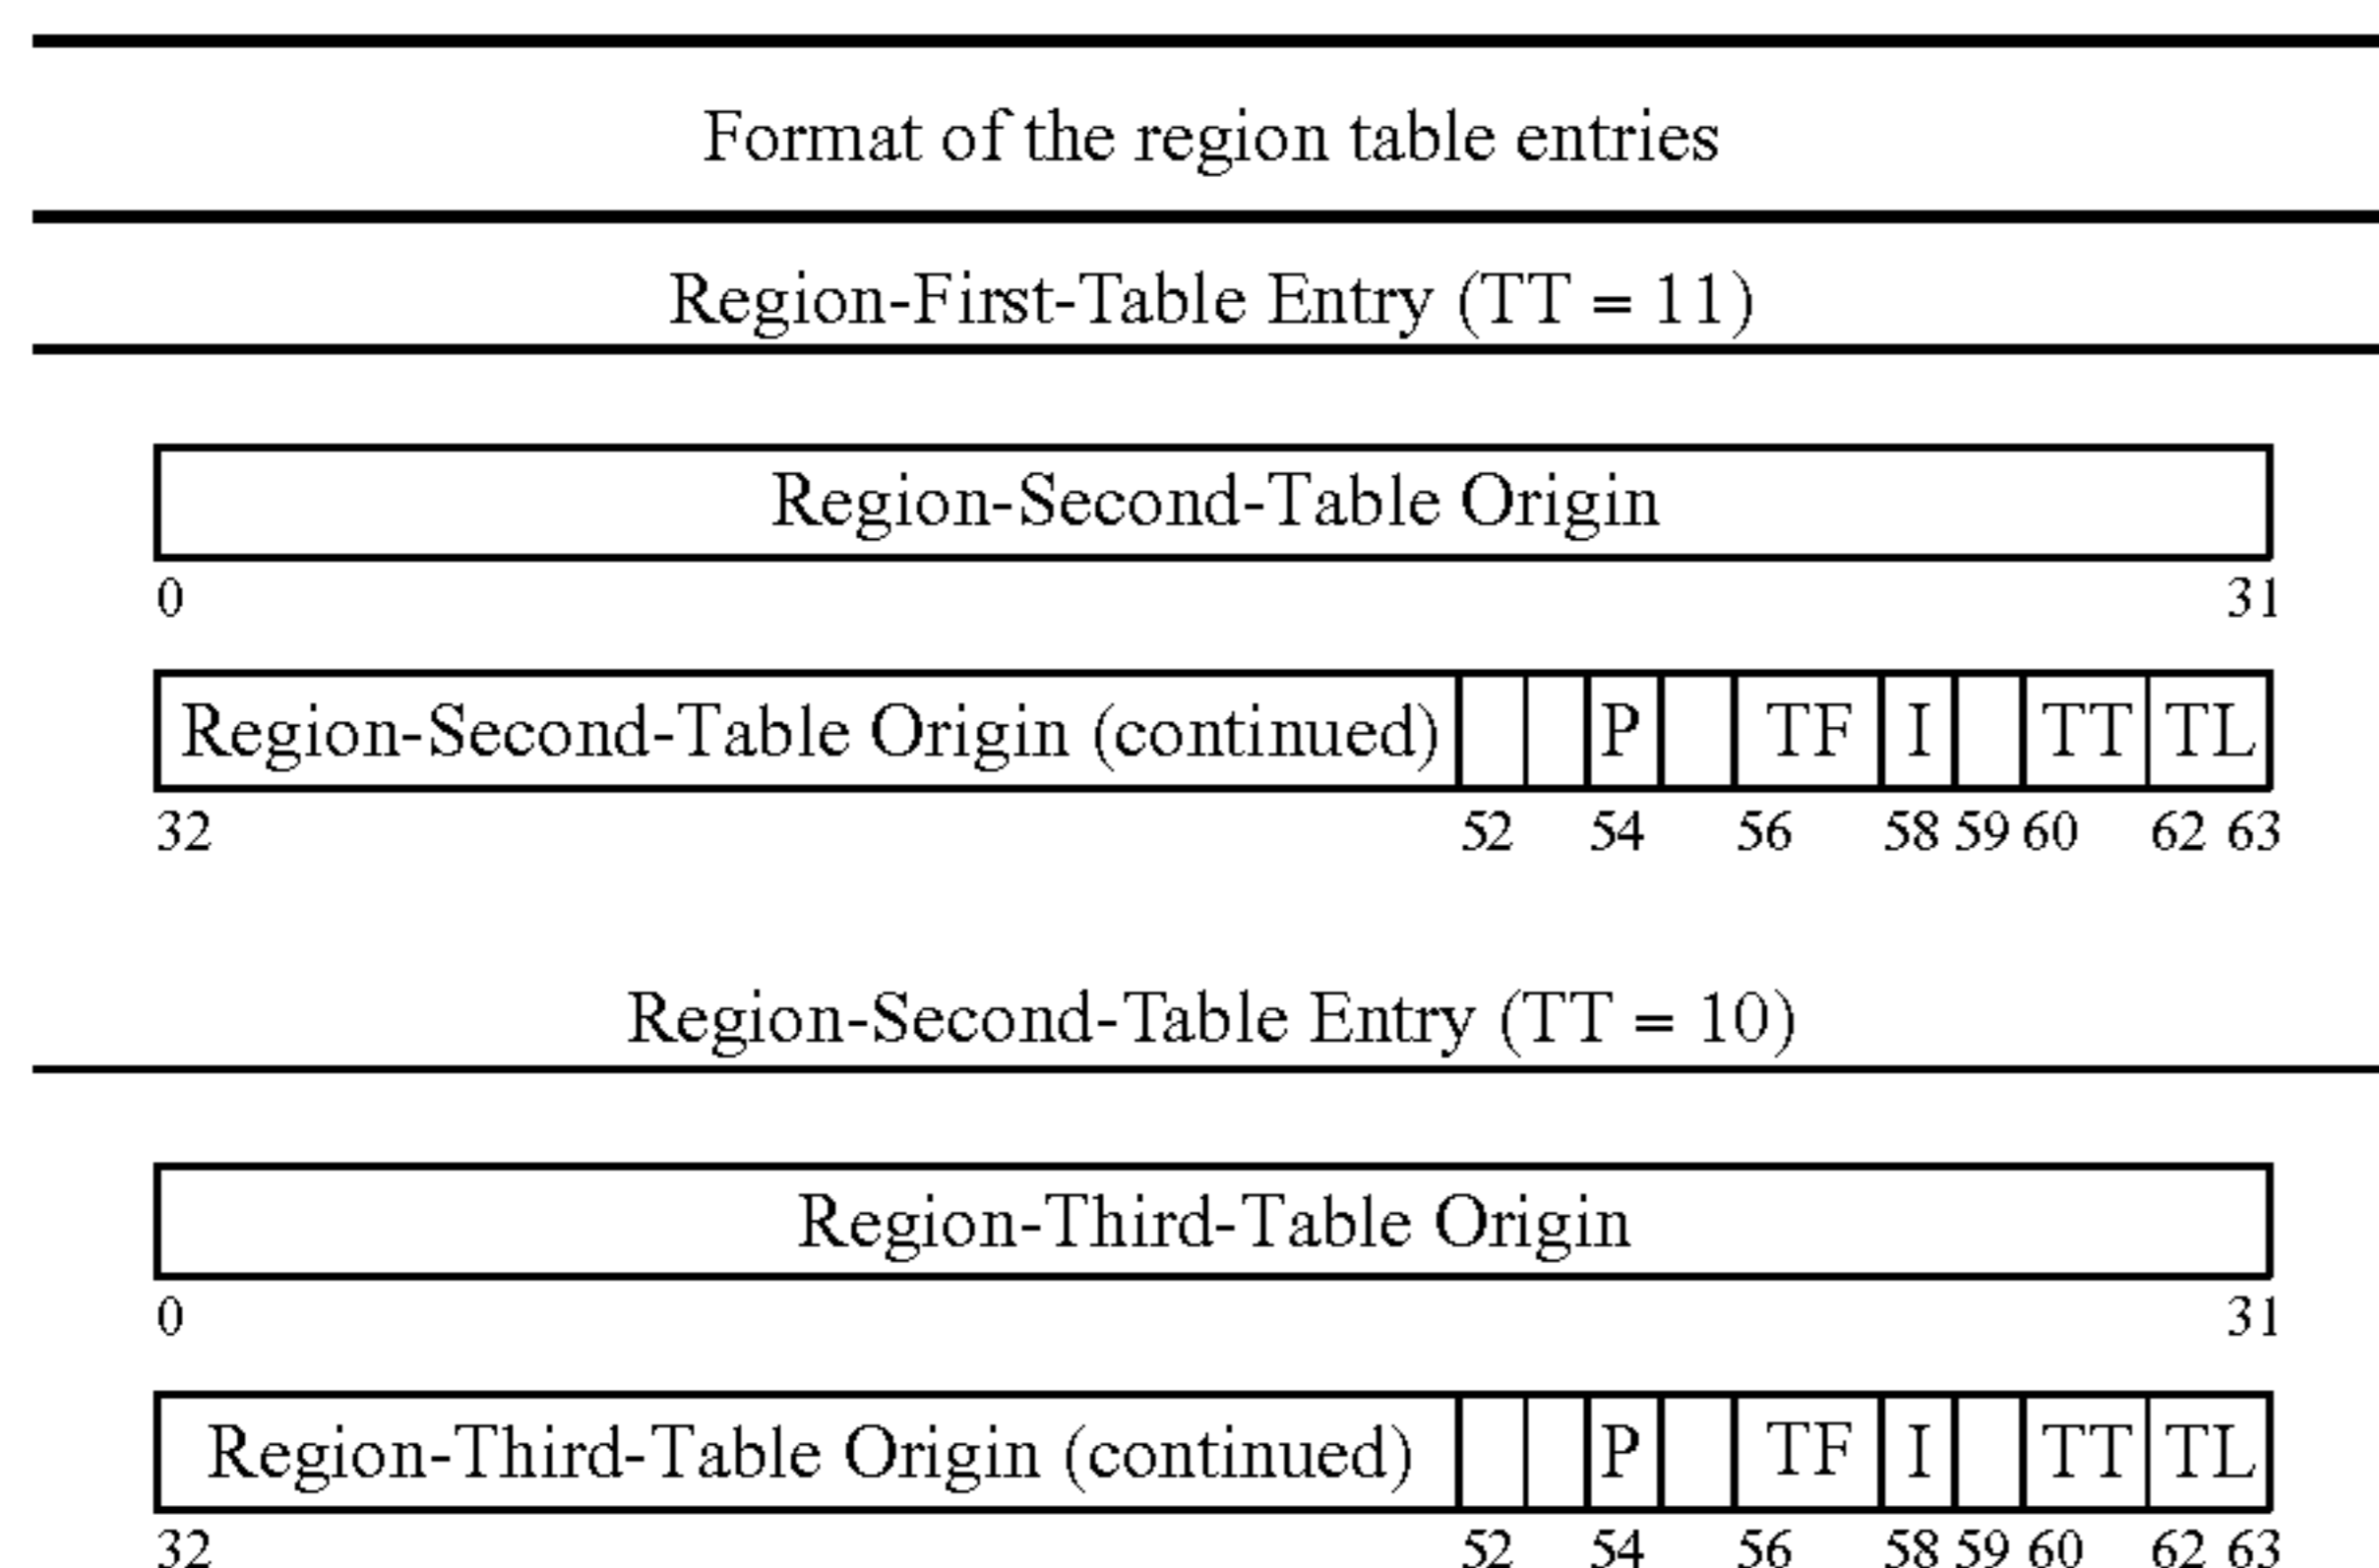 Format of the region table entries
Region-First-Table Entry (TT = 11)
Region-Second-Table Origin
0 31
Region-Second-Table Origin (continued) P TF I TT TL
32 52 54 56 58 59 60 62 63
Region-Second-Table Entry (TT = 10)
Region-Third-Table Origin
0 31
Region-Third-Table Origin (continued) P TF I TT TL
32 52 54 56 58 59 60 62 63